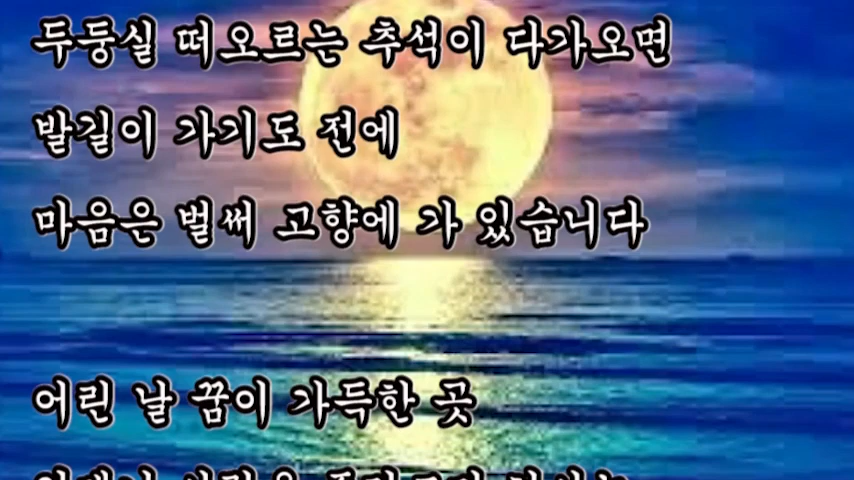 두둥실 떠오르는 추석이 다가오면
발길이 가기도 전에
마음은 벌써 고향에 가 있습니다
어린 날 꿈이 가득한 곳